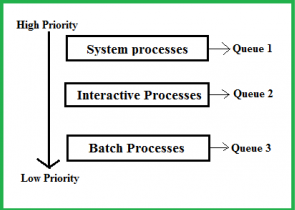 High Priority
System processes
Queue 1
Interactive Processes
Queue 2
Batch Processes
Queue 3
Low Priority